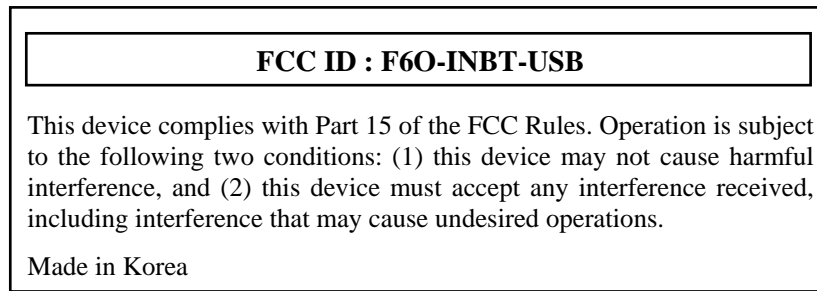 FCC ID : F6O-INBT-USB
This device complies with Part 15 of the FCC Rules. Operation is subject
to the following two conditions: (1) this device may not cause harmful
interference, and (2) this device must accept any interference received,
including interference that may cause undesired operations.
Made in Korea